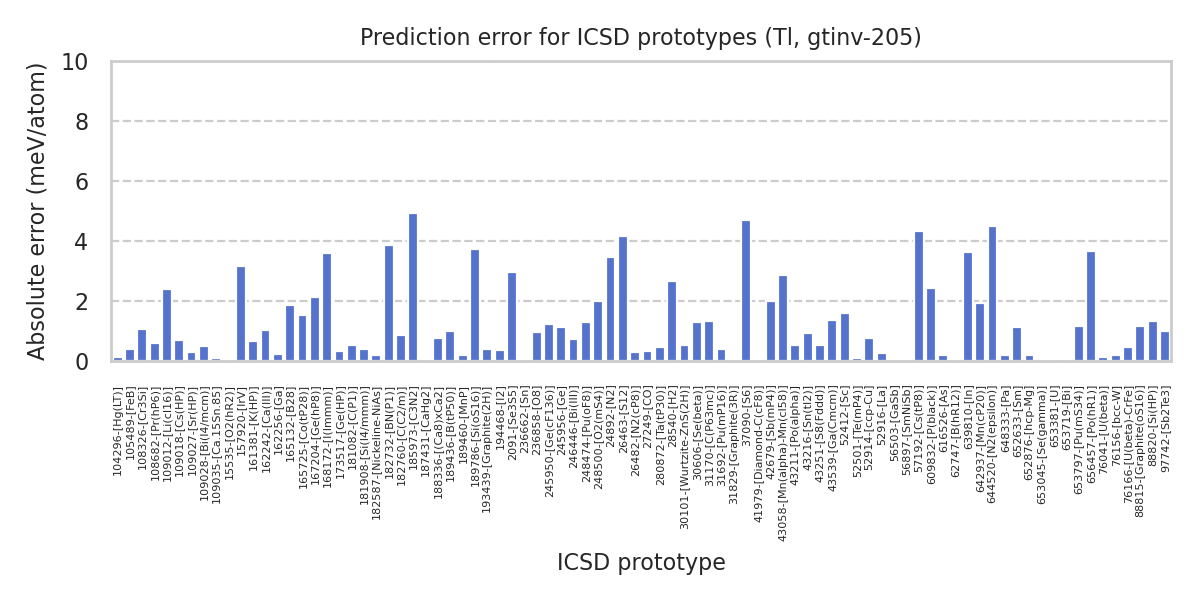 Prediction error for ICSD prototypes (Tl, gtinv-205)
Absolute error (meV/atom)
10
8
6
4
2
0
104296-[Hg(LT)]
105489-[FeB]
108326-[Cr3Si]
108682-[Pr(hP6)]
109012-[Li(cI16)]
109018-[Cs(HP)]
109027-[Sr(HP)]
109028-[Bi(I4/mcm)]
109035-[Ca.15Sn.85]
15535-[O2(hR2)]
157920-[IrV]
161381-[K(HP)]
162242-[Ga(III)]
162256-[Ga]
165132-[B28]
165725-[Co(tP28)]
167204-[Ge(hP8)]
168172-[I(Immm)]
173517-[Ge(HP)]
181082-[C(P1)]
181908-[Si(I4/mmm)]
182587-[Nickeline-NiAs]
182732-[BN(P1)]
182760-[C(C2/m)]
185973-[C3N2]
187431-[CaHg2]
188336-[(Ca8)xCa2]
189436-[B(tP50)]
189460-[MnP]
189786-[Si(oS16)]
193439-[Graphite(2H)]
194468-[I2]
2091-[Se3S5]
236662-[Sn]
236858-[O8]
245950-[Ge(cF136)]
245956-[Ge]
246446-[Bi(III)]
248474-[Pu(oF8)]
248500-[O2(mS4)]
24892-[N2]
26463-[S12]
26482-[N2(cP8)]
27249-[CO]
280872-[Ta(tP30)]
28540-[H2]
30101-[Wurtzite-ZnS(2H)]
30606-[Se(beta)]
31170-[C(P63mc)]
31692-[Pu(mP16)]
31829-[Graphite(3R)]
37090-[S6]
41979-[Diamond-C(cF8)]
42679-[Sb(mP4)]
43058-[Mn(alpha)-Mn(cI58)]
43211-[Po(alpha)]
43216-[Sn(tI2)]
43251-[S8(Fddd)]
43539-[Ga(Cmcm)]
52412-[Sc]
52501-[Te(mP4)]
52914-[fcc-Cu]
52916-[La]
56503-[GaSb]
56897-[SmNiSb]
57192-[Cs(tP8)]
609832-[P(black)]
616526-[As]
62747-[B(hR12)]
639810-[In]
642937-[Mn(cP20)]
644520-[N2(epsilon)]
648333-[Pa]
652633-[Sm]
652876-[hcp-Mg]
653045-[Se(gamma)]
653381-[U]
653719-[Bi]
653797-[Pu(mS34)]
656457-[Po(hR1)]
76041-[U(beta)]
76156-[bcc-W]
76166-[U(beta)-CrFe]
88815-[Graphite(oS16)]
88820-[Si(HP)]
97742-[Sb2Te3]
ICSD prototype